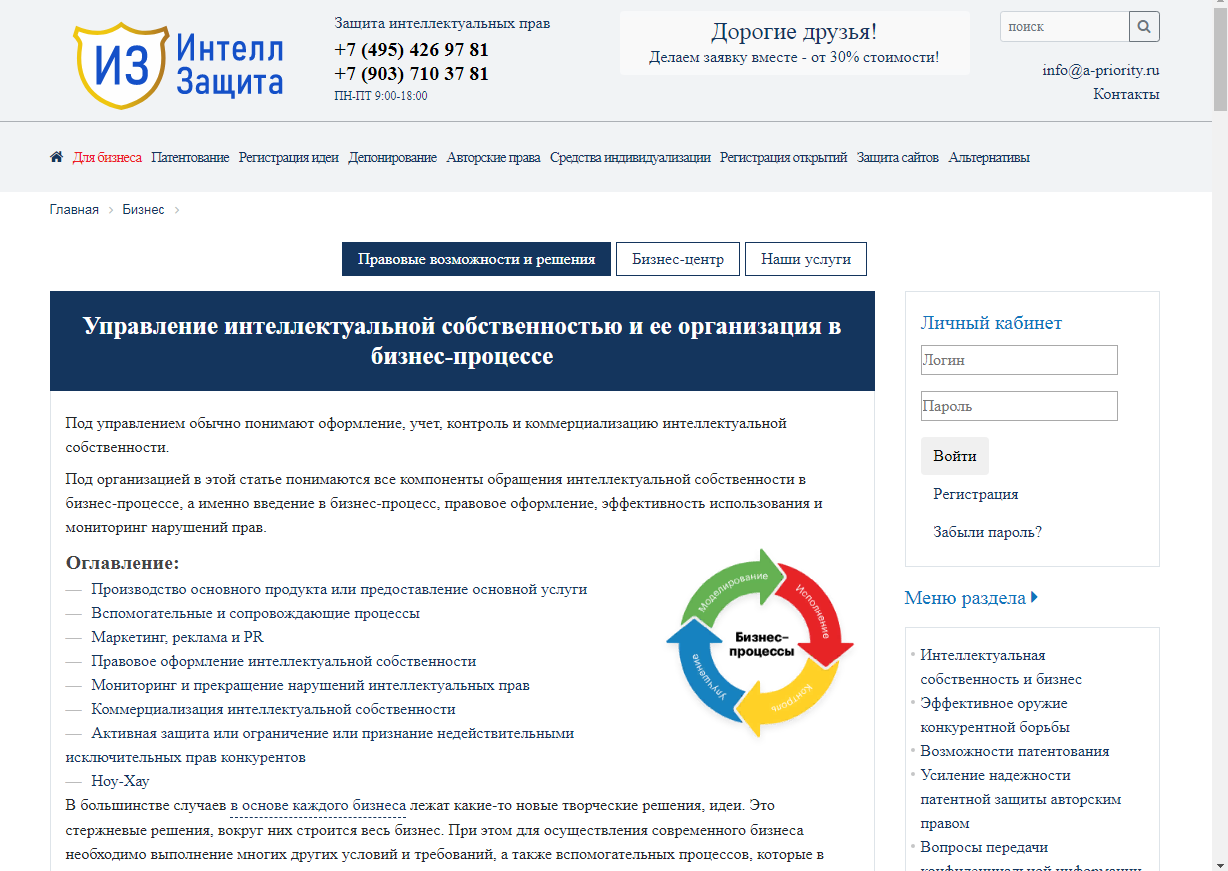 ИЗ
Интелл
Защита
Защита интеллектуальных прав
+7 (495) 426 97 81
+7 (903) 710 37 81
ПН-ПТ 9:00-18:00
Дорогие друзья!
Делаем заявку вместе - от 30% стоимости!
поиск
info@a-priority.ru
Контакты
Для бизнеса Патентование Регистрация идеи Депонирование Авторские права Средства индивидуализации Регистрация открытий Защита сайтов Альтернативы
Главная > Бизнес >
Правовые возможности и решения
Бизнес-центр
Наши услуги
Управление интеллектуальной собственностью и ее организация в
бизнес-процессе
Под управлением обычно понимают оформление, учет, контроль и коммерциализацию интеллектуальной
собственности.
Под организацией в этой статье понимаются все компоненты обращения интеллектуальной собственности в
бизнес-процессе, а именно введение в бизнес-процесс, правовое оформление, эффективность использования и
мониторинг нарушений прав.
Оглавление:
— Производство основного продукта или предоставление основной услуги
— Вспомогательные и сопровождающие процессы
— Маркетинг, реклама и PR
— Правовое оформление интеллектуальной собственности
— Мониторинг и прекращение нарушений интеллектуальных прав
— Коммерциализация интеллектуальной собственности
— Активная защита или ограничение или признание недействительными
исключительных прав конкурентов
— Ноу-Хау
Моделирование
Исполнение
Контроль
Улучшение
Бизнес–
процессы
В большинстве случаев в основе каждого бизнеса лежат какие-то новые творческие решения, идеи. Это
стержневые решения, вокруг них строится весь бизнес. При этом для осуществления современного бизнеса
необходимо выполнение многих других условий и требований, а также вспомогательных процессов, которые в
Личный кабинет
Логин
Пароль
Войти
Регистрация
Забыли пароль?
Меню раздела
Интеллектуальная
собственность и бизнес
Эффективное оружие
конкурентной борьбы
Возможности патентования
Усиление надежности
патентной защиты авторским
правом
Вопросы передачи
конфиденциальной информации